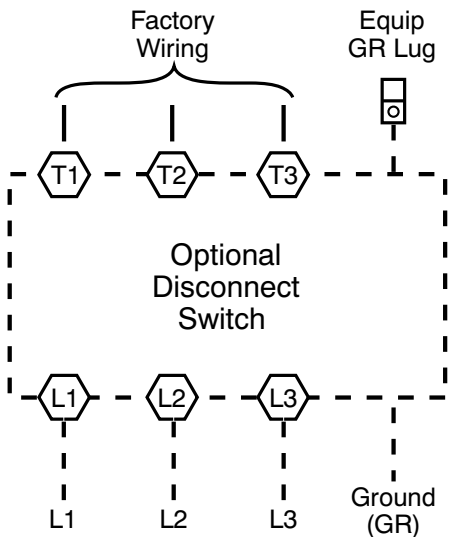 Factory
Wiring
Equip
GR Lug
T1 T2 T3
Optional
Disconnect
Switch
L1 L2 L3
L1 L2 L3
Ground
(GR)